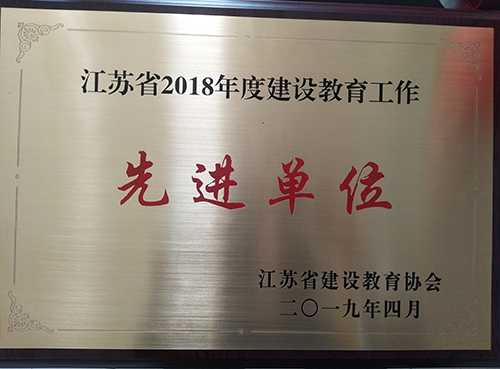 江苏省2018年度建设教育工作
先进单位
江苏省建设教育协会
二〇一九年四月